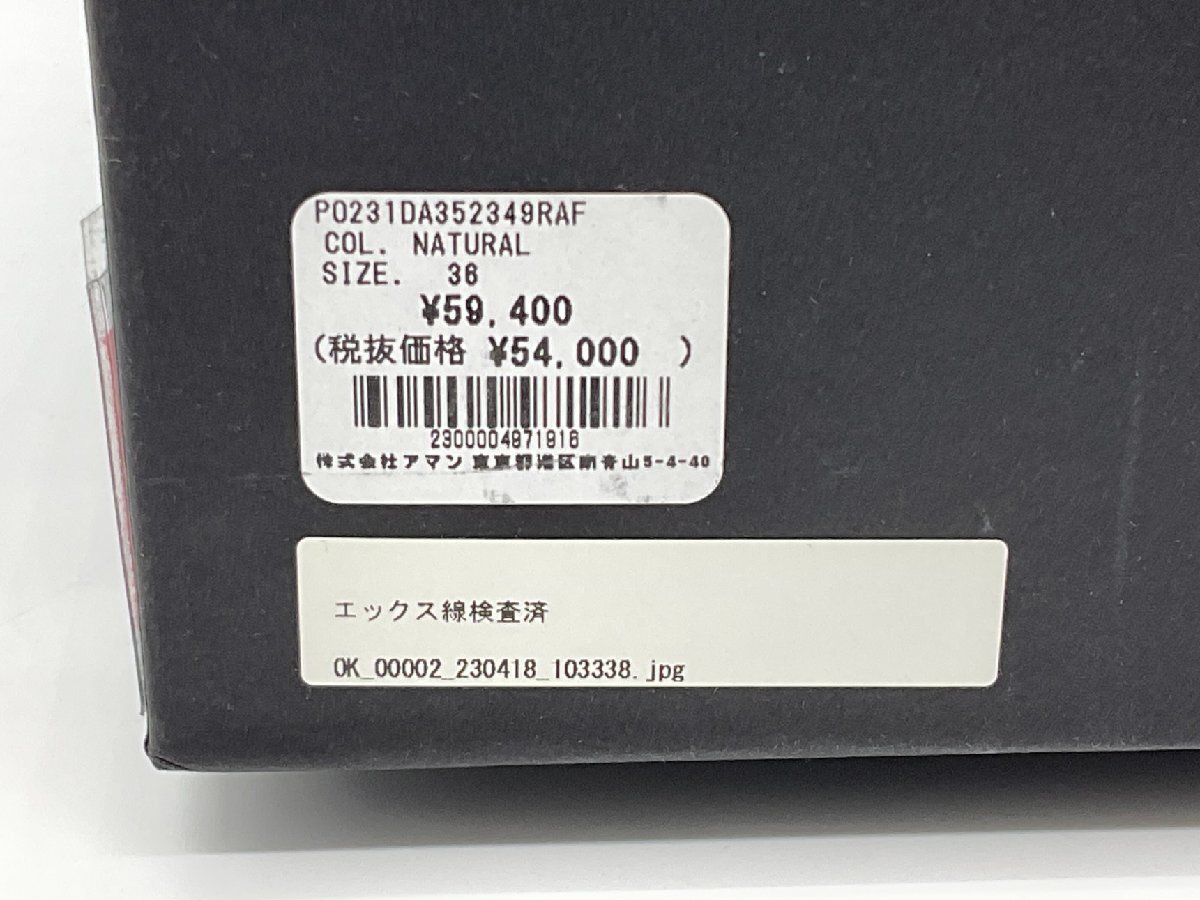 PO231DA352349RAF
COL. NATURAL
SIZE. 36
¥59,400
(税抜価格 ¥54,000 )
2300004971916
株式会社アマン 東京都港区南青山5-4-40
エックス線検査済
OK_00002_230418_103338.jpg